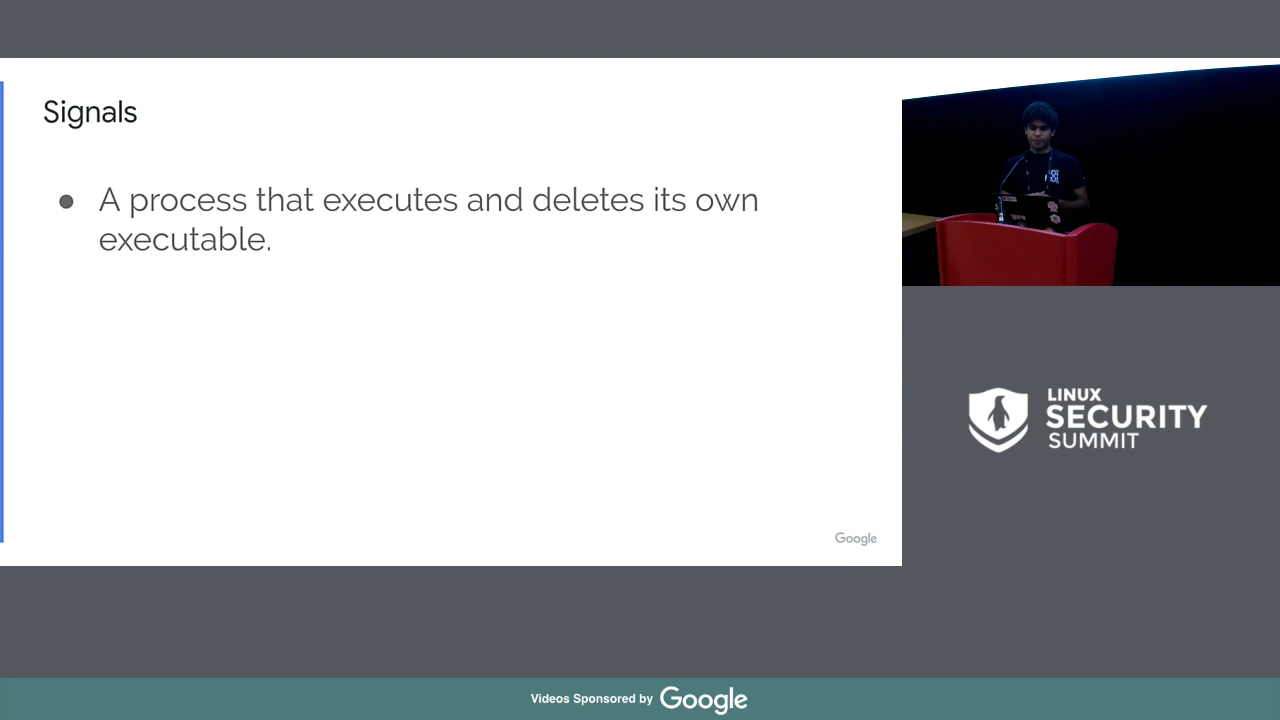 Signals
● A process that executes and deletes its own
executable.
Google
LINUX
SECURITY
SUMMIT
Videos Sponsored by Google